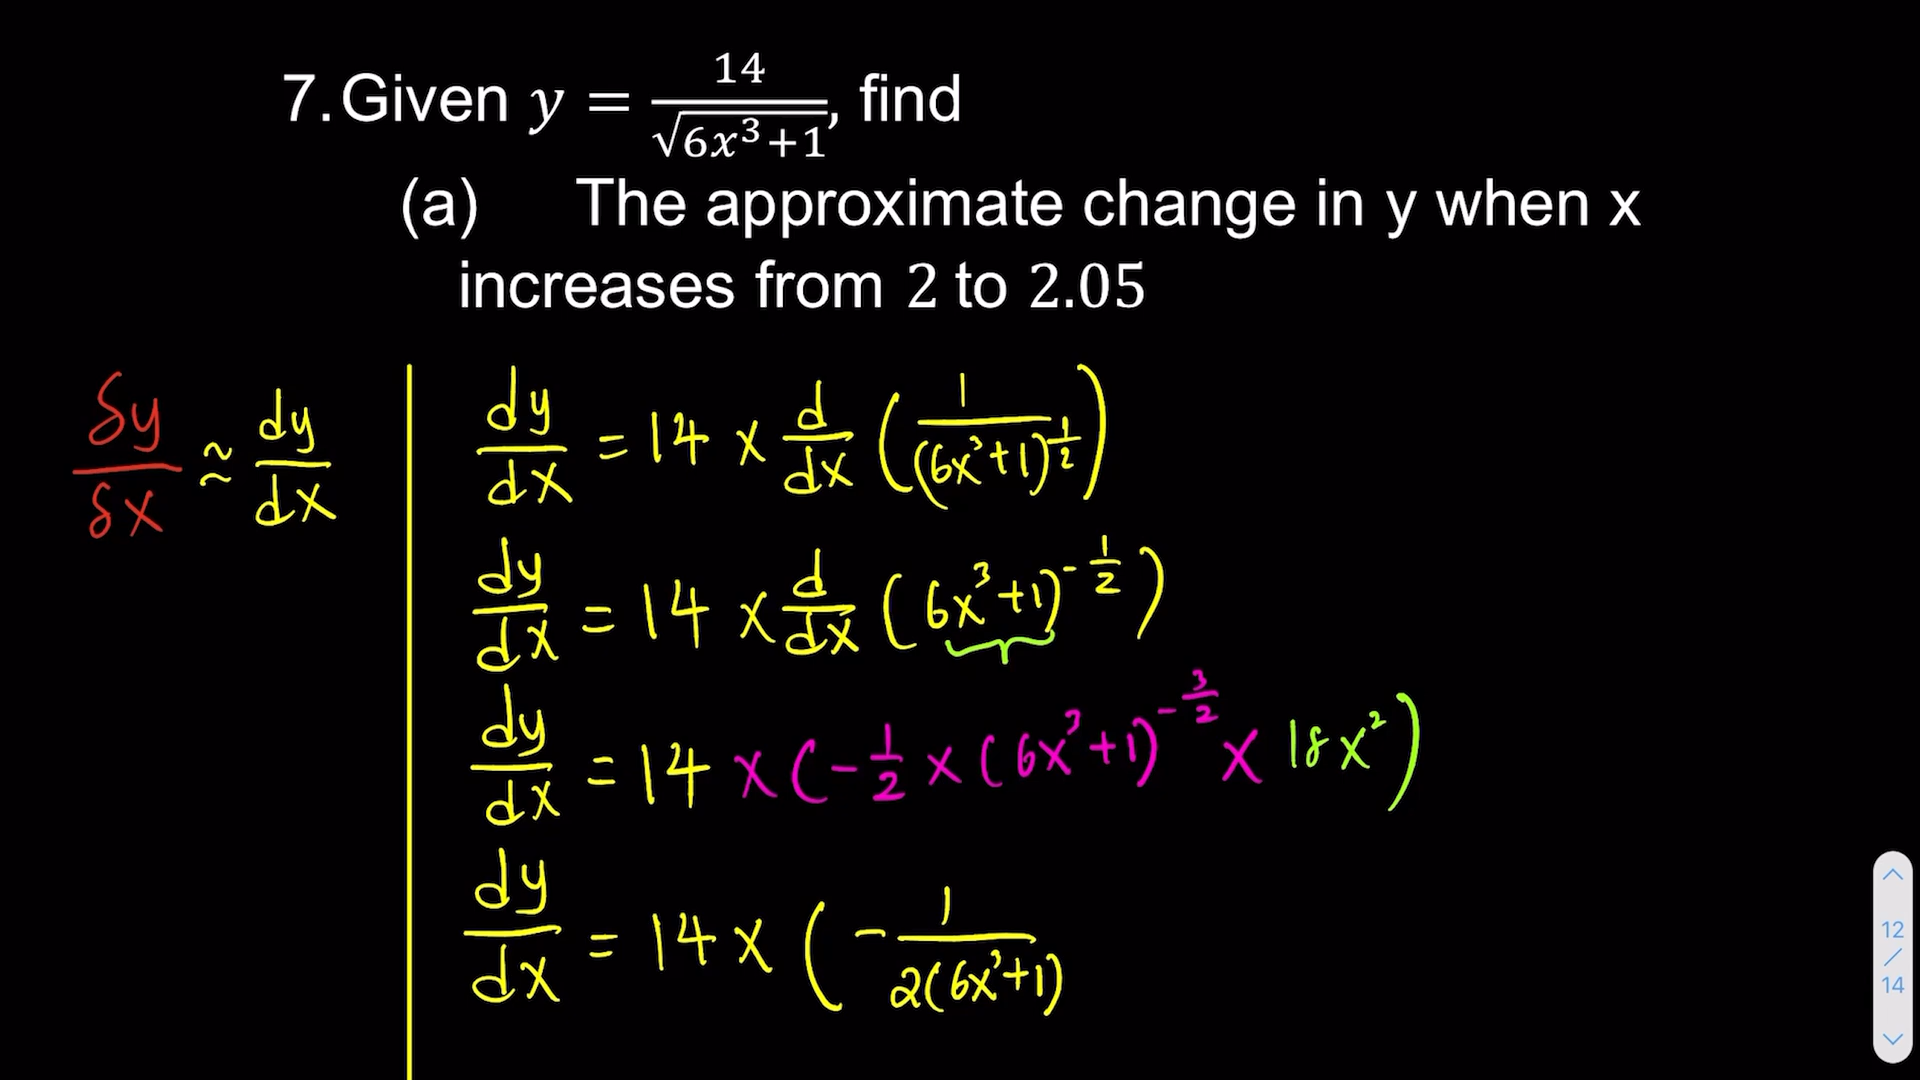 7. Given y = 14/√(6x³+1), find
(a) The approximate change in y when x
increases from 2 to 2.05
δy/δx ≈ dy/dx
dy/dx = 14 × d/dx (1/(6x³+1)^(1/2))
dy/dx = 14 × d/dx (6x³+1)^(-1/2))
dy/dx = 14 × (-1/2 × (6x³+1)^(-3/2) × 18x²)
dy/dx = 14 × (-1/2(6x³+1)
12
/
14